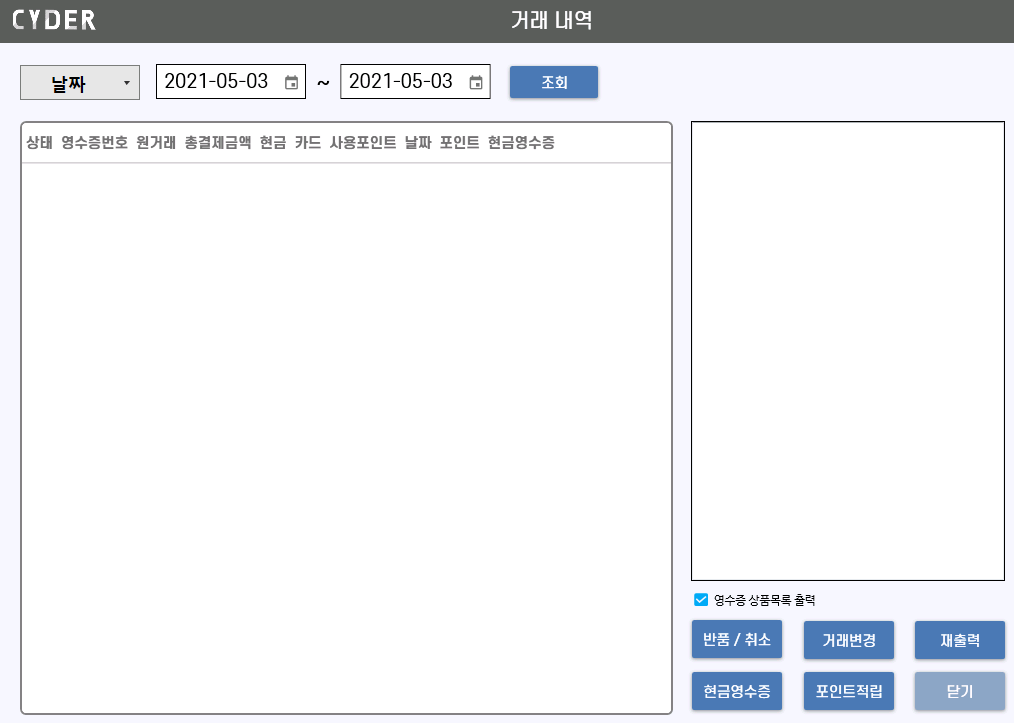 CYDER 거래 내역
날짜 2021-05-03 ~ 2021-05-03 조회
상태 영수증번호 원거래 총결제금액 현금 카드 사용포인트 날짜 포인트 현금영수증
영수증 상품목록 출력
반품 / 취소 거래변경 재출력
현금영수증 포인트적립 닫기